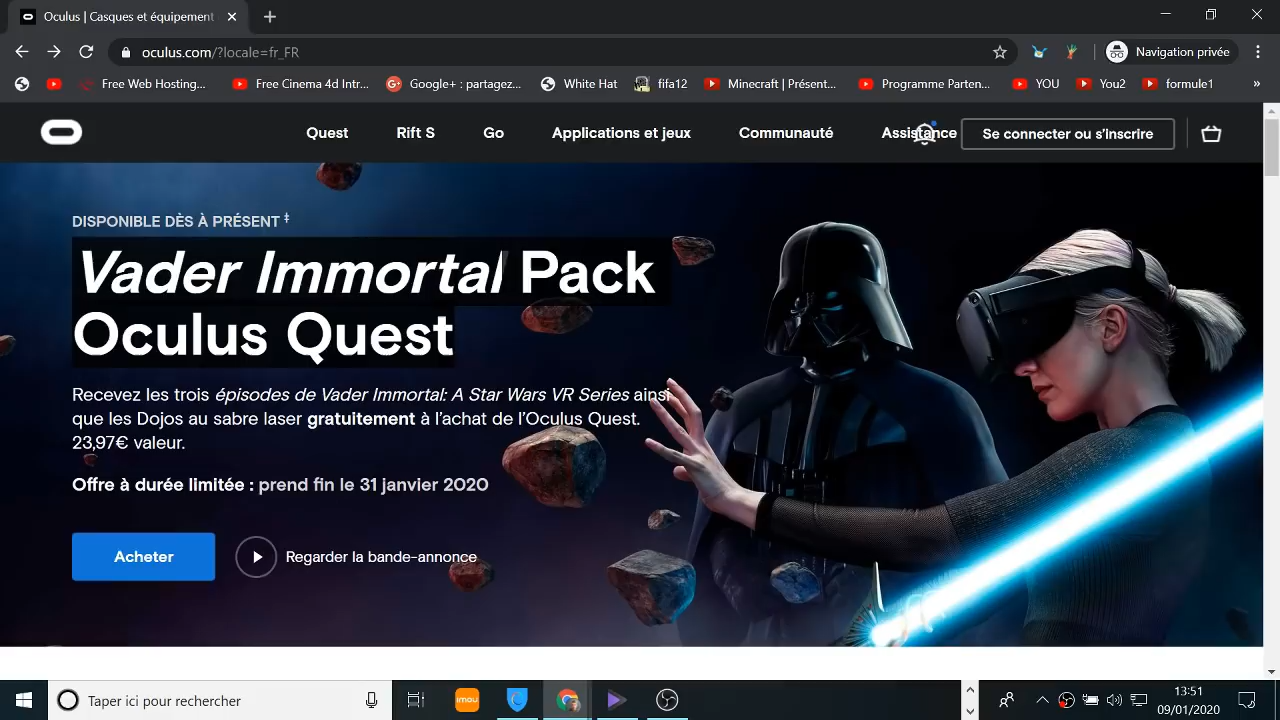 Oculus | Casques et équipement
oculus.com/?locale=fr_FR
Navigation privée
Free Web Hosting...
Free Cinema 4d Intr...
Google+ : partagez...
White Hat
fifa12
Minecraft | Présent...
Programme Parten...
YOU
You2
formule1
»
Quest
Rift S
Go
Applications et jeux
Communauté
Assistance
Se connecter ou s'inscrire
DISPONIBLE DÈS À PRÉSENT ‡
Vader Immortal Pack
Oculus Quest
Recevez les trois épisodes de Vader Immortal: A Star Wars VR Series ainsi
que les Dojos au sabre laser gratuitement à l'achat de l'Oculus Quest.
23,97€ valeur.
Offre à durée limitée : prend fin le 31 janvier 2020
Acheter
Regarder la bande-annonce
Taper ici pour rechercher
imou
13:51
09/01/2020